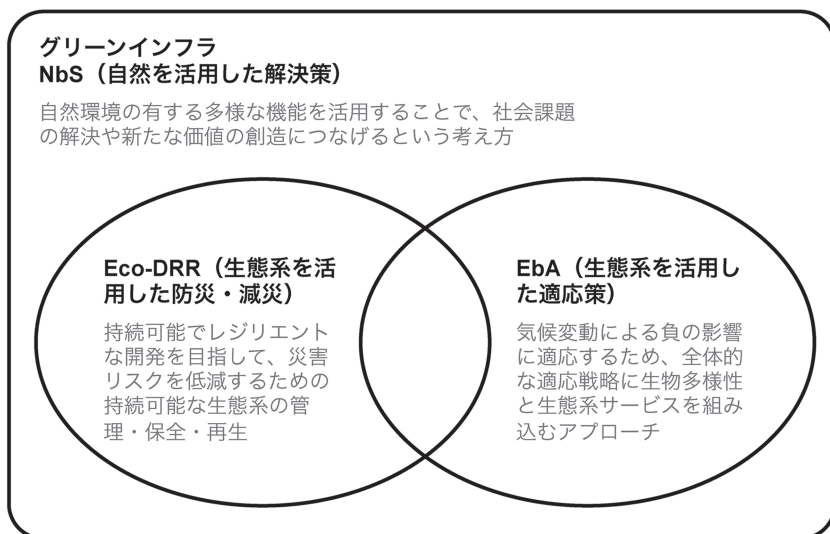 グリーンインフラ
NbS（自然を活用した解決策）
自然環境の有する多様な機能を活用することで、社会課題
の解決や新たな価値の創造につなげるという考え方
Eco-DRR（生態系を活
用した防災・減災）
持続可能でレジリエント
な開発を目指して、災害
リスクを低減するための
持続可能な生態系の管
理・保全・再生
EbA（生態系を活用し
た適応策）
気候変動による負の影響
に適応するため、全体的
な適応戦略に生物多様性
と生態系サービスを組み
込むアプローチ